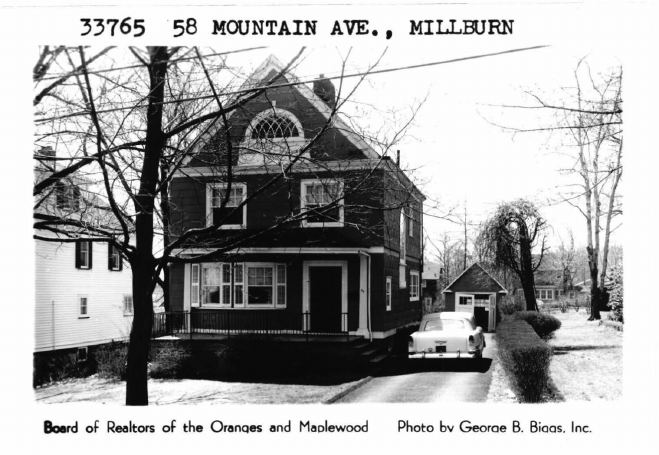 33765 58 MOUNTAIN AVE., MILLBURN
Board of Realtors of the Oranges and Maplewood Photo by George B. Biggs, Inc.